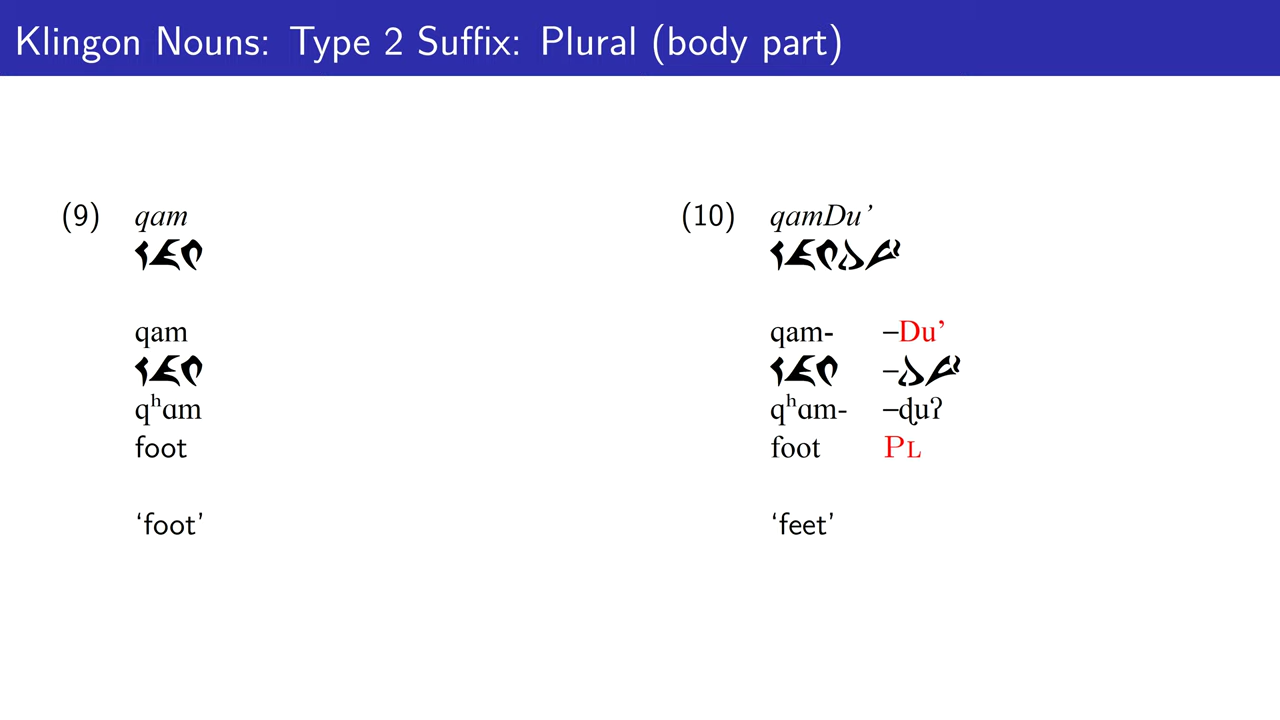 Klingon Nouns: Type 2 Suffix: Plural (body part)
(9) qam
qam
qʰɑm
foot
‘foot’
(10) qamDu’
qam- –Du’
qʰɑm- –ɖuʔ
foot PL
‘feet’